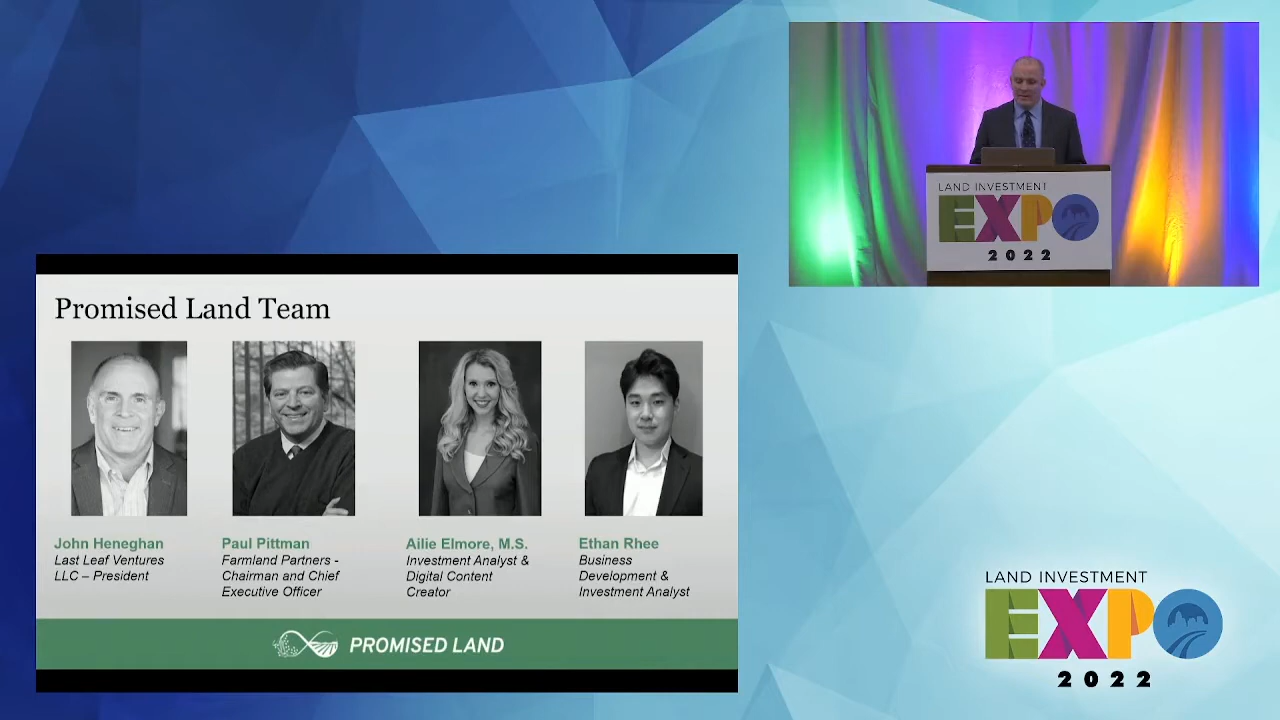 LAND INVESTMENT
EXPO
2022
Promised Land Team
John Heneghan
Last Leaf Ventures
LLC – President
Paul Pittman
Farmland Partners -
Chairman and Chief
Executive Officer
Ailie Elmore, M.S.
Investment Analyst &
Digital Content
Creator
Ethan Rhee
Business
Development &
Investment Analyst
PROMISED LAND
LAND INVESTMENT
EXPO
2022